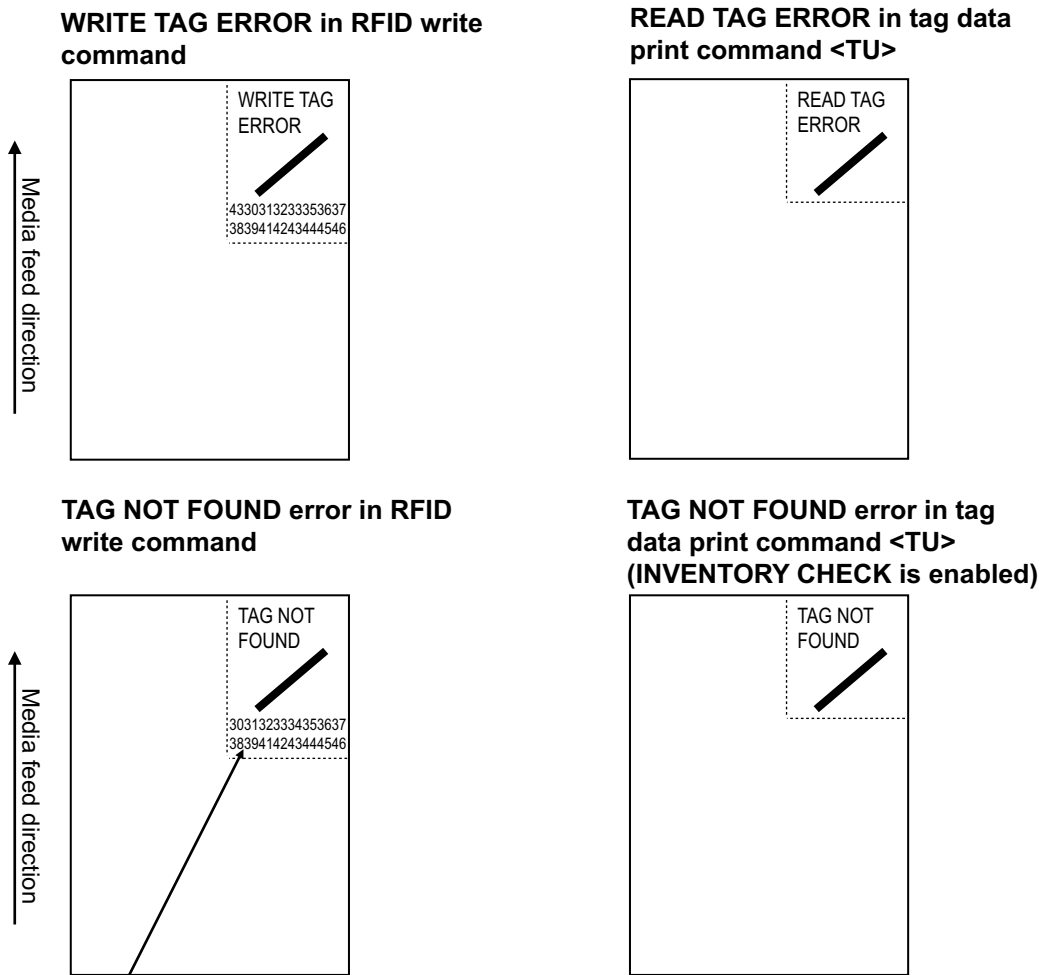 WRITE TAG ERROR in RFID write
command
WRITE TAG
ERROR
4330313233353637
3839414243444546
Media feed direction
READ TAG ERROR in tag data
print command <TU>
READ TAG
ERROR
TAG NOT FOUND error in RFID
write command
TAG NOT
FOUND
3031323334353637
3839414243444546
Media feed direction
TAG NOT FOUND error in tag
data print command <TU>
(INVENTORY CHECK is enabled)
TAG NOT
FOUND